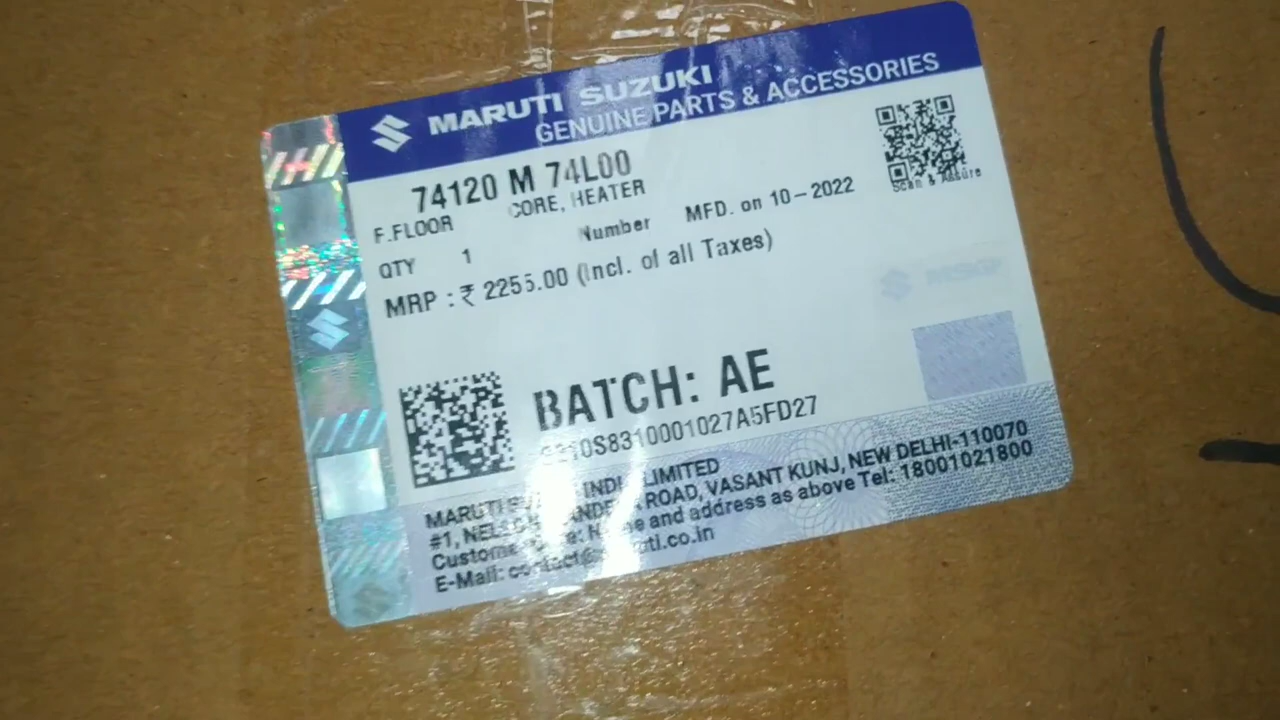 MARUTI SUZUKI
GENUINE PARTS & ACCESSORIES
74120 M 74L00
F.FLOOR CORE, HEATER
Scan & Assure
QTY 1 Number MFD. on 10-2022
MRP : ₹ 2255.00 (Incl. of all Taxes)
BATCH: AE
LIMITED
#1, ROAD, VASANT KUNJ, NEW DELHI-110070
and address as above Tel: 18001021800
E-Mail: